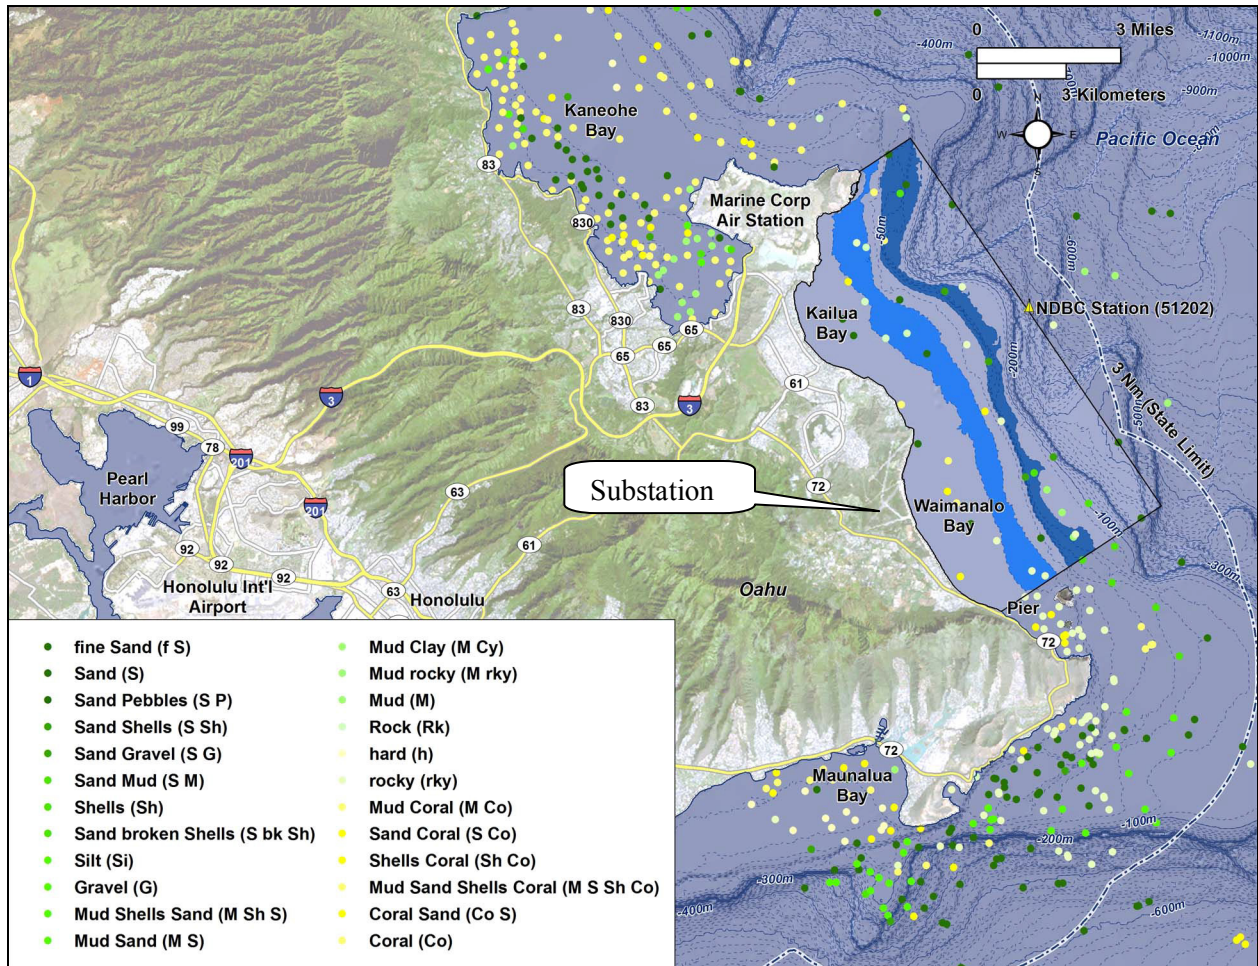 0 3 Miles
0 3 Kilometers
N
W E
S
-400m
-1100m
-1000m
-900m
Pacific Ocean
Kaneohe
Bay
83
Marine Corp
Air Station
830
-50m
-600m
83
830
65
65
65
Kailua
Bay
NDBC Station (51202)
-200m
3 Nm (State Limit)
1
3
61
83
3
-500m
99
78
201
Pearl
Harbor
63
72
Substation
Waimanalo
Bay
201
-100m
92
61
92
92
-300m
Honolulu Int'l
Airport
63
Honolulu
Oahu
Pier
72
72
Maunalua
Bay
-100m
-200m
-300m
-400m
-600m
fine Sand (f S)
Sand (S)
Sand Pebbles (S P)
Sand Shells (S Sh)
Sand Gravel (S G)
Sand Mud (S M)
Shells (Sh)
Sand broken Shells (S bk Sh)
Silt (Si)
Gravel (G)
Mud Shells Sand (M Sh S)
Mud Sand (M S)
Mud Clay (M Cy)
Mud rocky (M rky)
Mud (M)
Rock (Rk)
hard (h)
rocky (rky)
Mud Coral (M Co)
Sand Coral (S Co)
Shells Coral (Sh Co)
Mud Sand Shells Coral (M S Sh Co)
Coral Sand (Co S)
Coral (Co)